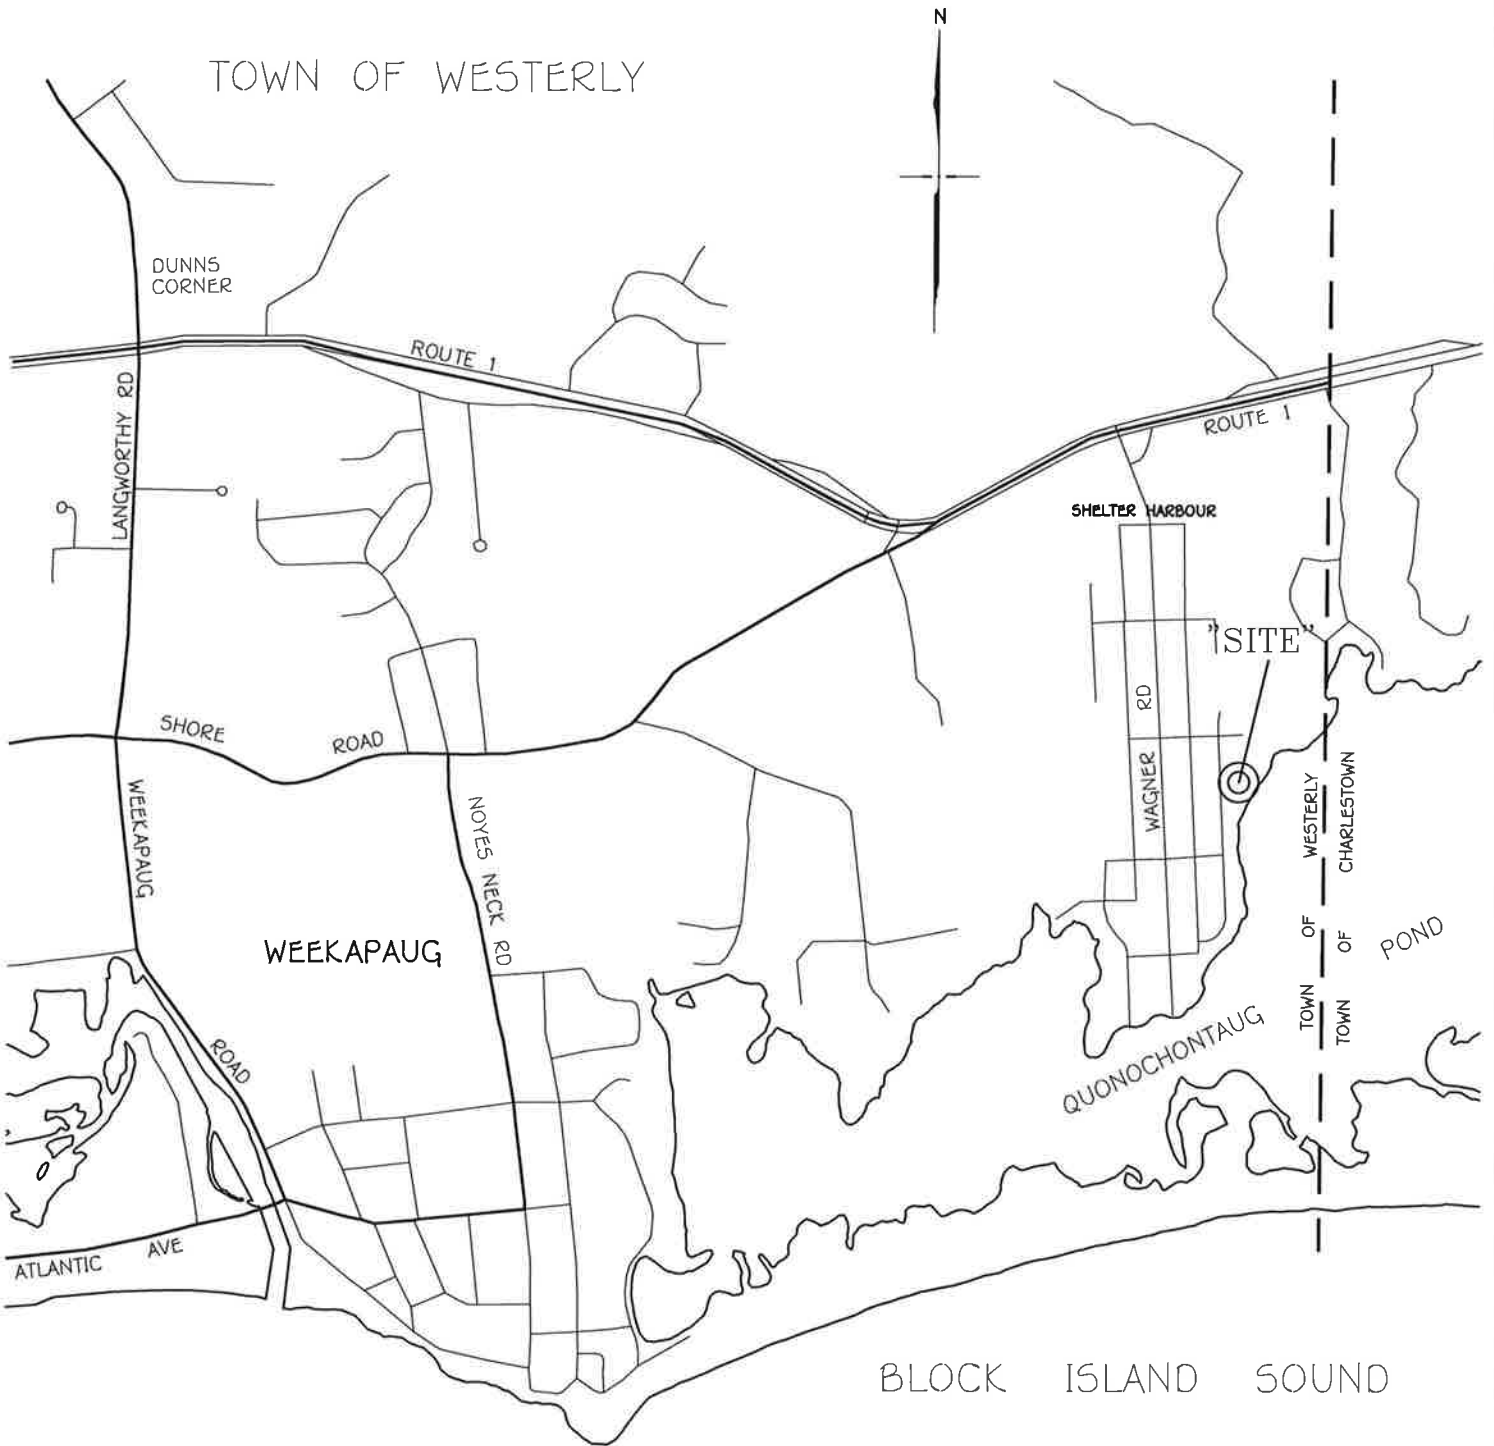 N
TOWN OF WESTERLY
DUNNS
CORNER
ROUTE 1
LANGWORTHY RD
ROUTE 1
SHELTER HARBOUR
"SITE"
SHORE ROAD
WAGNER RD
WEEKAPAUG ROAD
NOYES NECK RD
TOWN OF WESTERLY
TOWN OF CHARLESTOWN
WEEKAPAUG
QUONOCHONTAUG POND
ATLANTIC AVE
BLOCK ISLAND SOUND